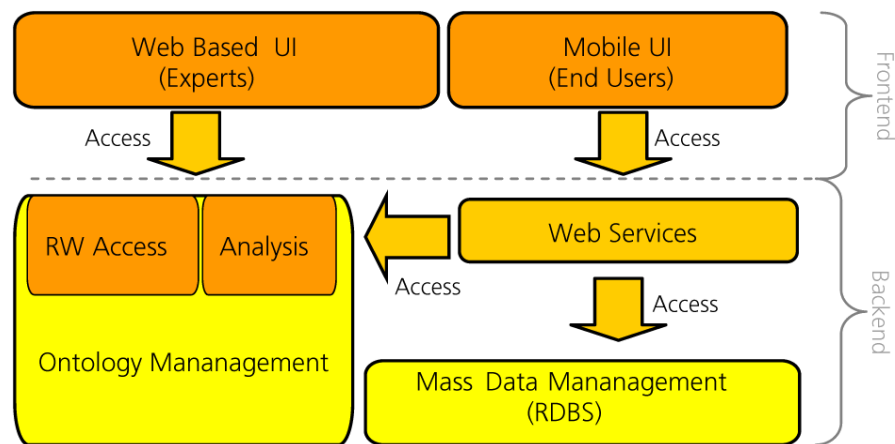 Web Based UI
(Experts)
Mobile UI
(End Users)
Frontend
Access
Access
RW Access
Analysis
Web Services
Access
Access
Backend
Ontology Mananagement
Mass Data Mananagement
(RDBS)